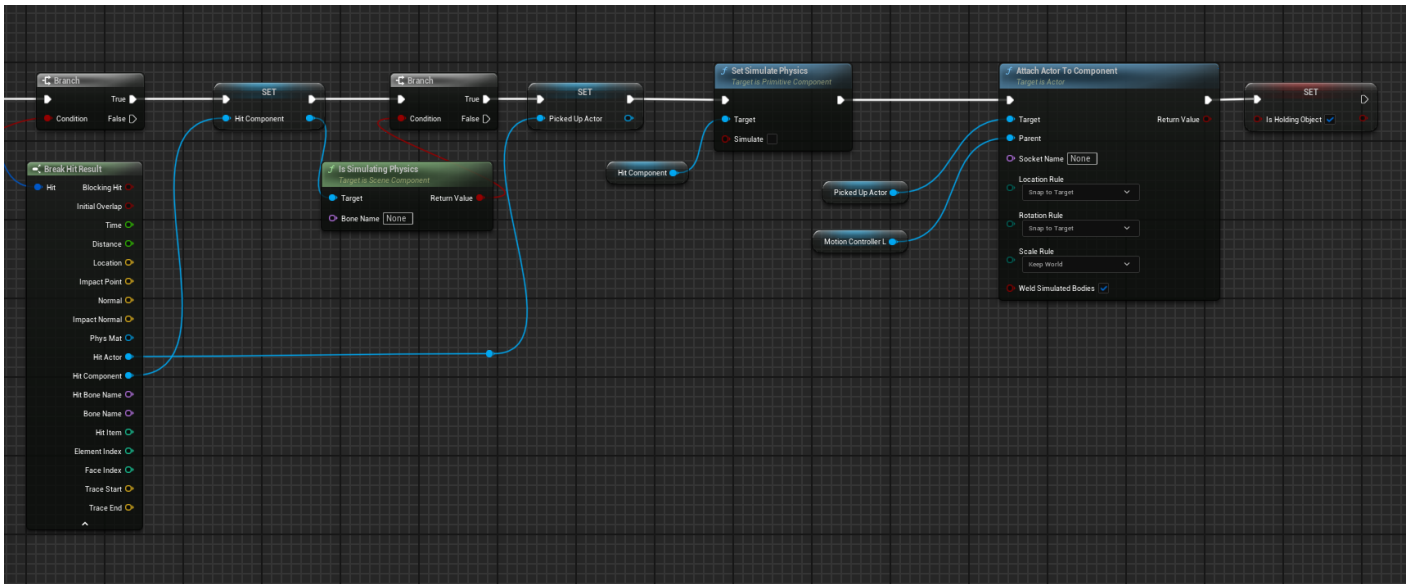 Branch
True
Condition
False
SET
Hit Component
Branch
True
Condition
False
SET
Picked Up Actor
Set Simulate Physics
Target is Primitive Component
Target
Simulate
Attach Actor To Component
Target is Actor
Target
Return Value
Parent
Socket Name
None
Location Rule
Snap to Target
Rotation Rule
Snap to Target
Scale Rule
Keep World
Weld Simulated Bodies
SET
Is Holding Object
Break Hit Result
Hit
Blocking Hit
Initial Overlap
Time
Distance
Location
Impact Point
Normal
Impact Normal
Phys Mat
Hit Actor
Hit Component
Hit Bone Name
Bone Name
Hit Item
Element Index
Face Index
Trace Start
Trace End
Is Simulating Physics
Target is Scene Component
Target
Return Value
Bone Name
None
Hit Component
Picked Up Actor
Motion Controller L